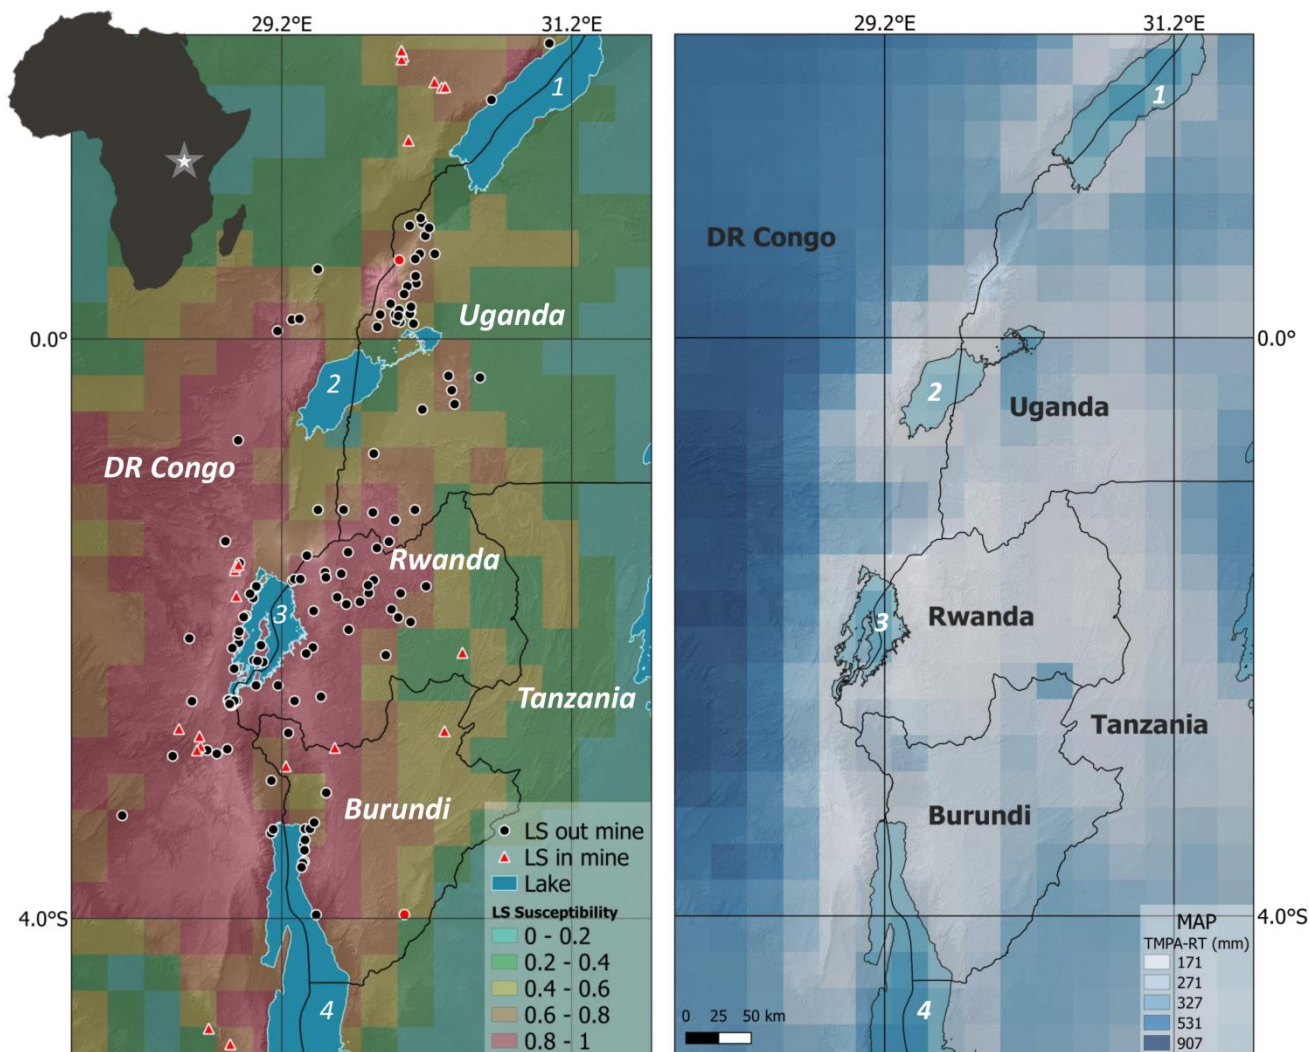 29.2°E
31.2°E
1
Uganda
0.0°
2
DR Congo
Rwanda
3
Tanzania
Burundi
LS out mine
LS in mine
Lake
LS Susceptibility
0 - 0.2
0.2 - 0.4
0.4 - 0.6
0.6 - 0.8
0.8 - 1
4.0°S
4
29.2°E
31.2°E
1
DR Congo
0.0°
2
Uganda
Rwanda
3
Tanzania
Burundi
4.0°S
4
0 25 50 km
MAP
TMPA-RT (mm)
171
271
327
531
907